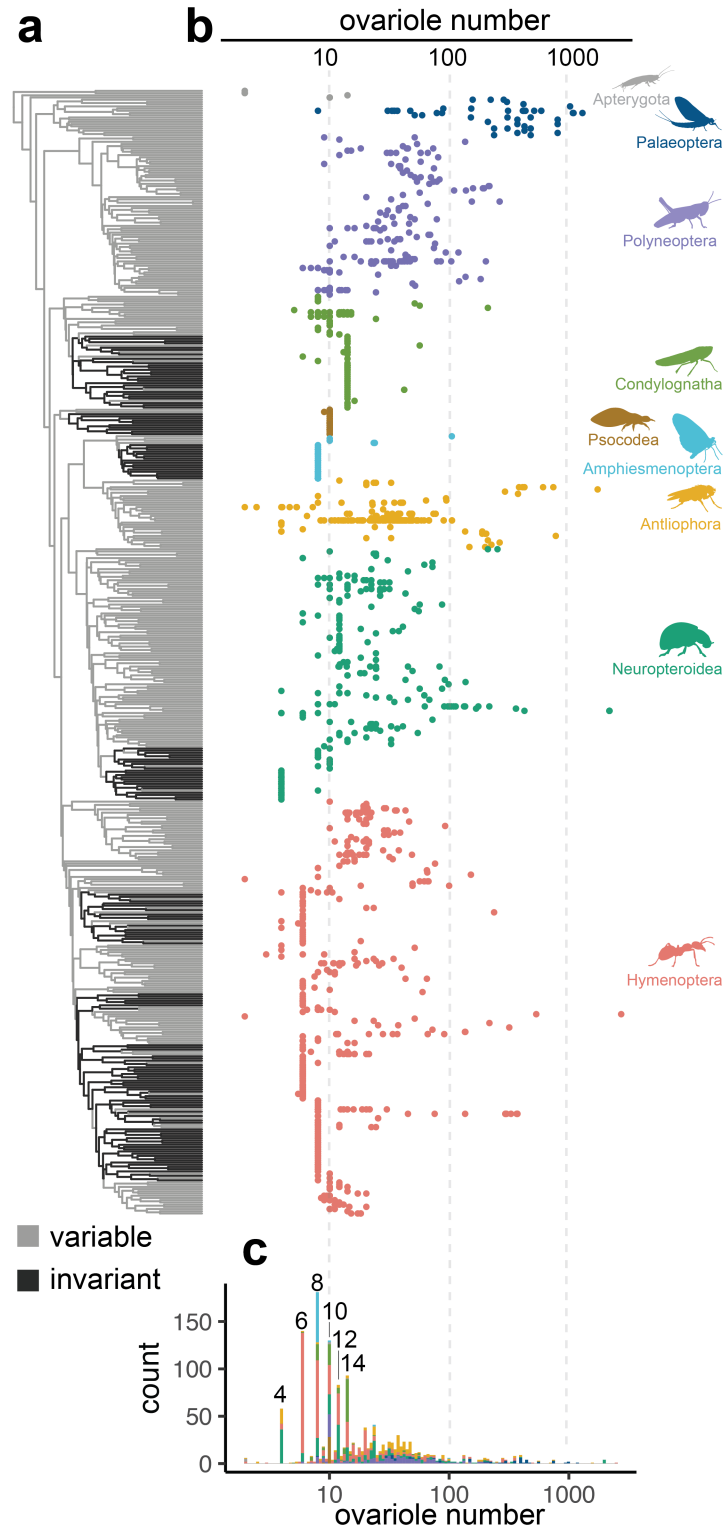 a
b
ovariole number
10 100 1000
Apterygota
Palaeoptera
Polyneoptera
Condylognatha
Psocodea
Amphiesmenoptera
Antliophora
Neuropteroidea
Hymenoptera
variable
invariant
c
8
10
6
12
14
4
150
100
50
0
count
10 100 1000
ovariole number